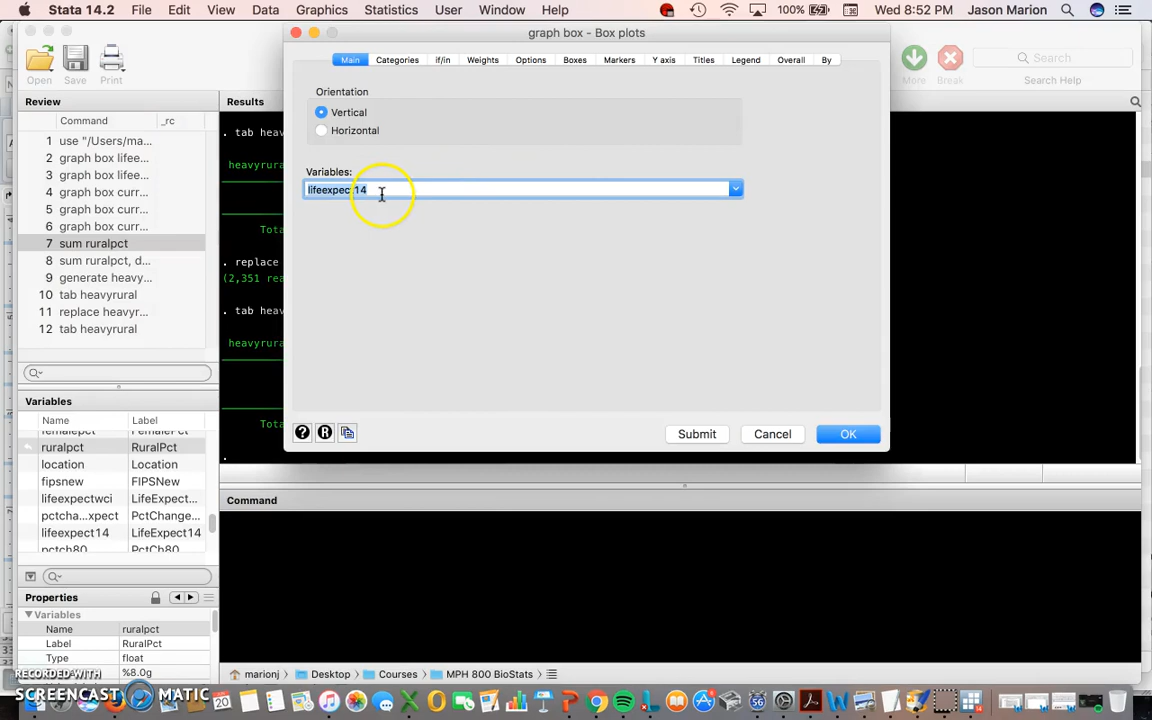 Stata 14.2 File Edit View Data Graphics Statistics User Window Help 100% Wed 8:52 PM Jason Marion
graph box - Box plots
Open Save Print More Break Search
Search Help
Main Categories if/in Weights Options Boxes Markers Y axis Titles Legend Overall By
Review
Results
Command _rc
Orientation
Vertical
Horizontal
Variables:
lifeexpect14
1 use "/Users/ma...
2 graph box lifee...
3 graph box lifee...
4 graph box curr...
5 graph box curr...
6 graph box curr...
7 sum ruralpct
8 sum ruralpct, d
9 generate heavy...
10 tab heavyrural
11 replace heavyr...
12 tab heavyrural
. tab heav
heavyrura
Tota
. replace
(2,351 rea
. tab heav
heavyrura
Tota
.
Submit Cancel OK
Variables
Name Label
femalepct FemalePct
ruralpct RuralPct
location Location
fipsnew FIPSNew
lifeexpectwci LifeExpect...
pctcha...xpect PctChange...
lifeexpect14 LifeExpect14
pctch80 PctCh80
Command
Properties
Variables
Name ruralpct
Label RuralPct
Type float
%8.0g
marionj Desktop Courses MPH 800 BioStats
RECORDED WITH
SCREENCAST MATIC